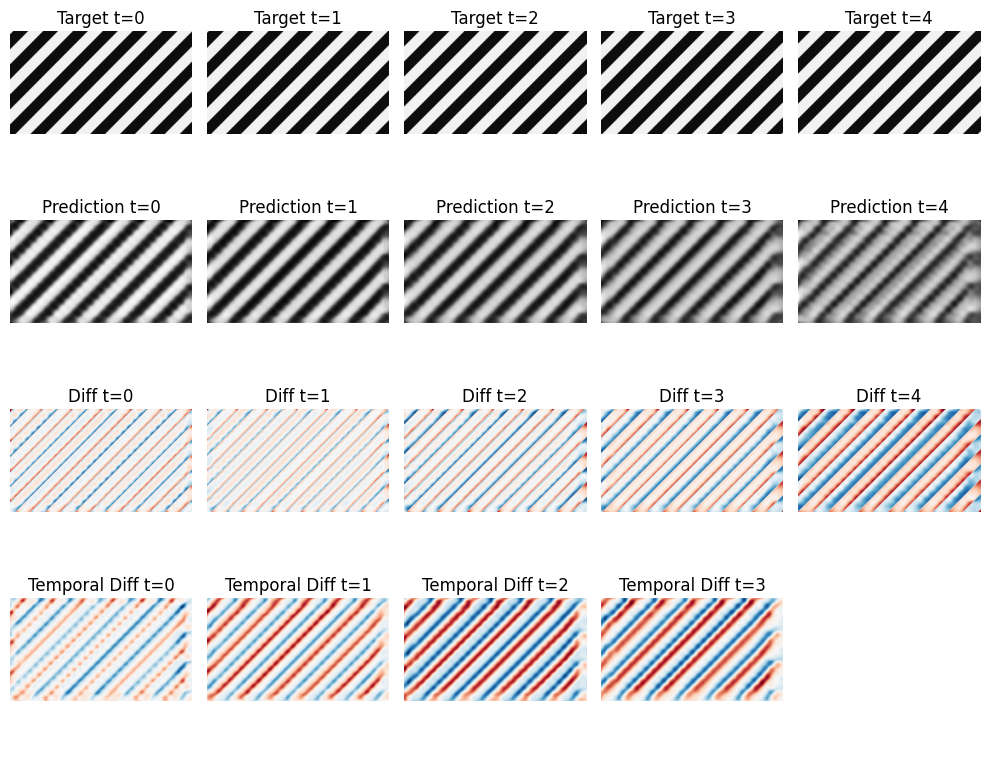 Target t=0 Target t=1 Target t=2 Target t=3 Target t=4
Prediction t=0 Prediction t=1 Prediction t=2 Prediction t=3 Prediction t=4
Diff t=0 Diff t=1 Diff t=2 Diff t=3 Diff t=4
Temporal Diff t=0 Temporal Diff t=1 Temporal Diff t=2 Temporal Diff t=3